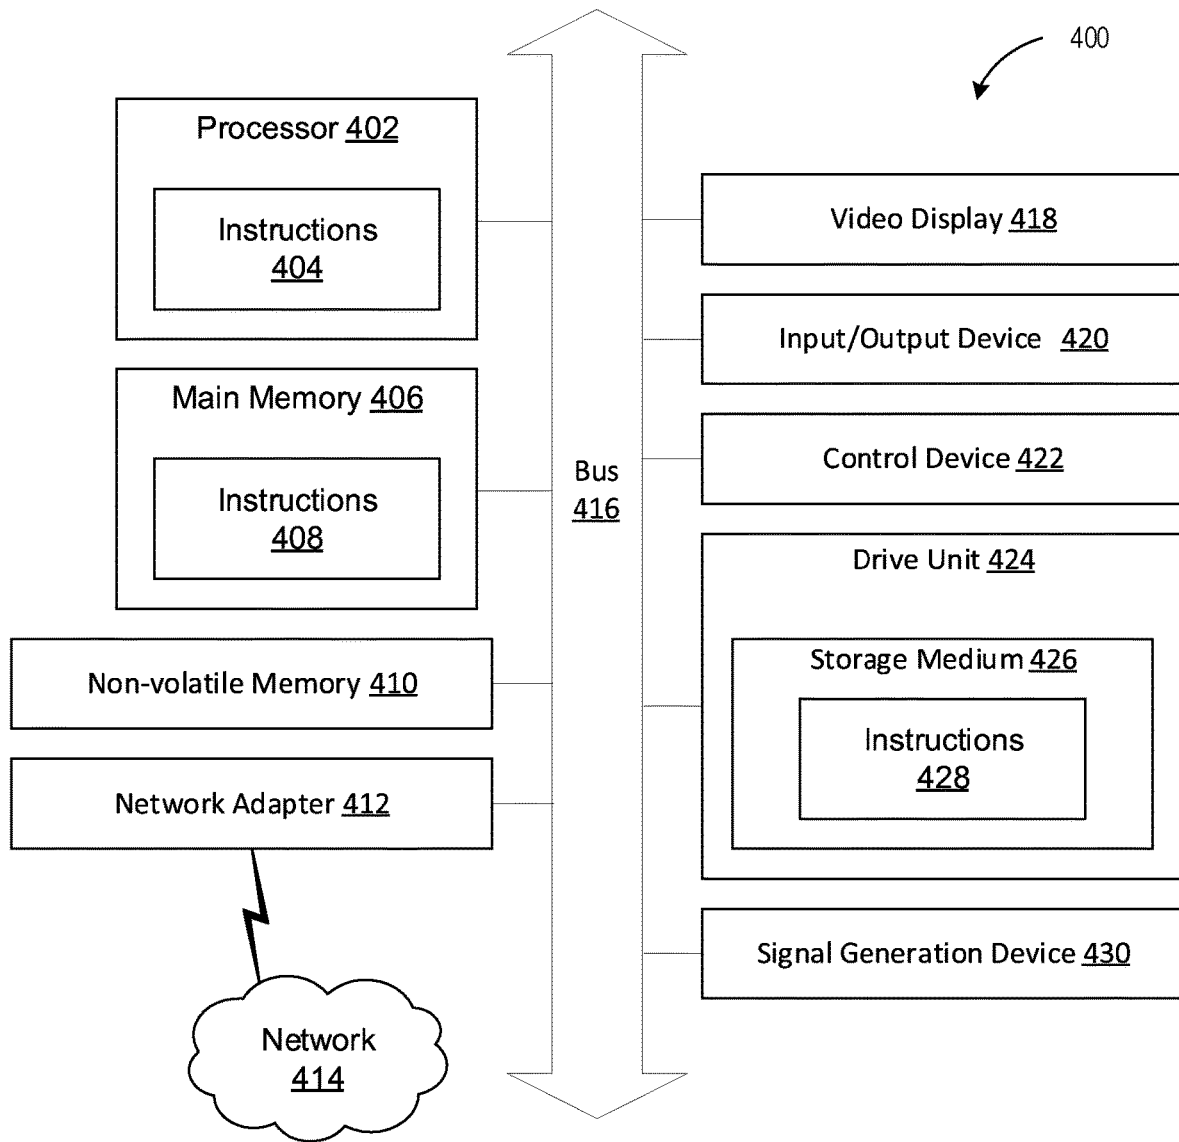 400
Processor 402
Instructions
404
Main Memory 406
Instructions
408
Non-volatile Memory 410
Network Adapter 412
Network
414
Bus
416
Video Display 418
Input/Output Device 420
Control Device 422
Drive Unit 424
Storage Medium 426
Instructions
428
Signal Generation Device 430